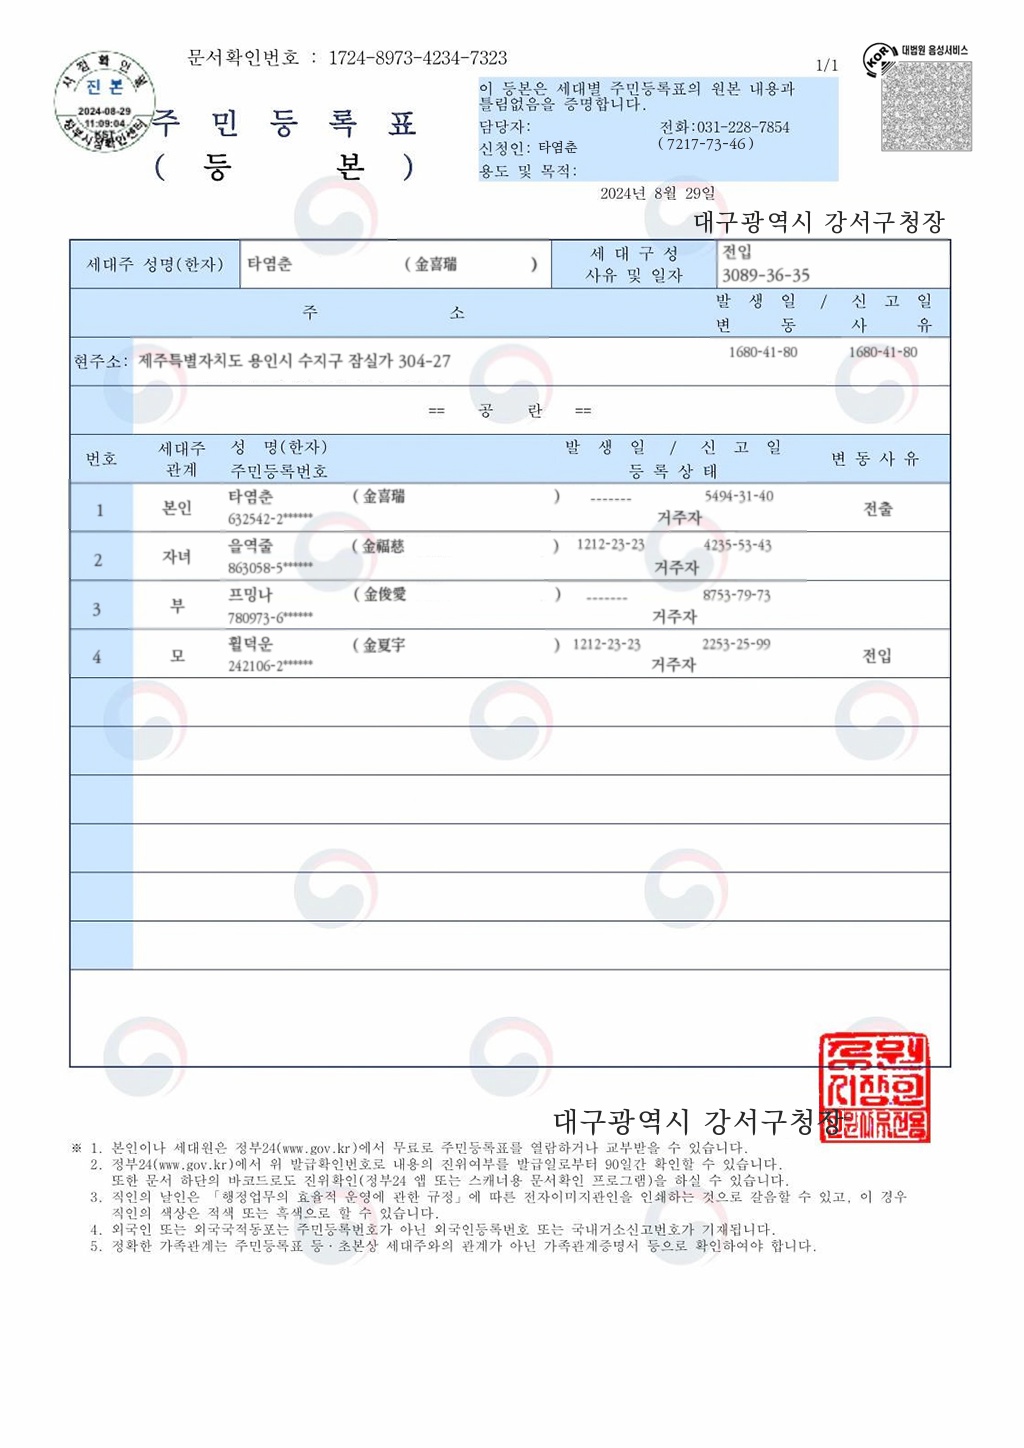 문서확인번호 : 1724-8973-4234-7323
대법원 음성서비스
KOR
1/1
시점확인필
진 본
2024-08-29
11:09:04
KST
정부시점확인센터
주 민 등 록 표
( 등 본 )
이 등본은 세대별 주민등록표의 원본 내용과
틀림없음을 증명합니다.
담당자: 전화:031-228-7854
신청인: 타염춘 (7217-73-46)
용도 및 목적:
2024년 8월 29일
대구광역시 강서구청장
세대주 성명(한자) 타염춘 (金喜瑞 )
세 대 구 성 전입
사유 및 일자 3089-36-35
주 소 발 생 일 / 신 고 일
변 동 사 유
현주소: 제주특별자치도 용인시 수지구 잠실가 304-27 1680-41-80 1680-41-80
== 공 란 ==
번호 세대주 성 명(한자) 발 생 일 / 신 고 일 변 동 사 유
관계 주민등록번호 등 록 상 태
1 본인 타염춘 (金喜瑞 ) ------- 5494-31-40 전출
632542-2****** 거주자
2 자녀 을역줄 (金福慈 ) 1212-23-23 4235-53-43
863058-5****** 거주자
3 부 프밍나 (金俊愛 ) ------- 8753-79-73
780973-6****** 거주자
4 모 휠덕운 (金夏宇 ) 1212-23-23 2253-25-99 전입
242106-2****** 거주자
대구광역시 강서구청장
※ 1. 본인이나 세대원은 정부24(www.gov.kr)에서 무료로 주민등록표를 열람하거나 교부받을 수 있습니다.
2. 정부24(www.gov.kr)에서 위 발급확인번호로 내용의 진위여부를 발급일로부터 90일간 확인할 수 있습니다.
또한 문서 하단의 바코드로도 진위확인(정부24 앱 또는 스캐너용 문서확인 프로그램)을 하실 수 있습니다.
3. 직인의 날인은 「행정업무의 효율적 운영에 관한 규정」에 따른 전자이미지관인을 인쇄하는 것으로 갈음할 수 있고, 이 경우
직인의 색상은 적색 또는 흑색으로 할 수 있습니다.
4. 외국인 또는 외국국적동포는 주민등록번호가 아닌 외국인등록번호 또는 국내거소신고번호가 기재됩니다.
5. 정확한 가족관계는 주민등록표 등·초본상 세대주와의 관계가 아닌 가족관계증명서 등으로 확인하여야 합니다.